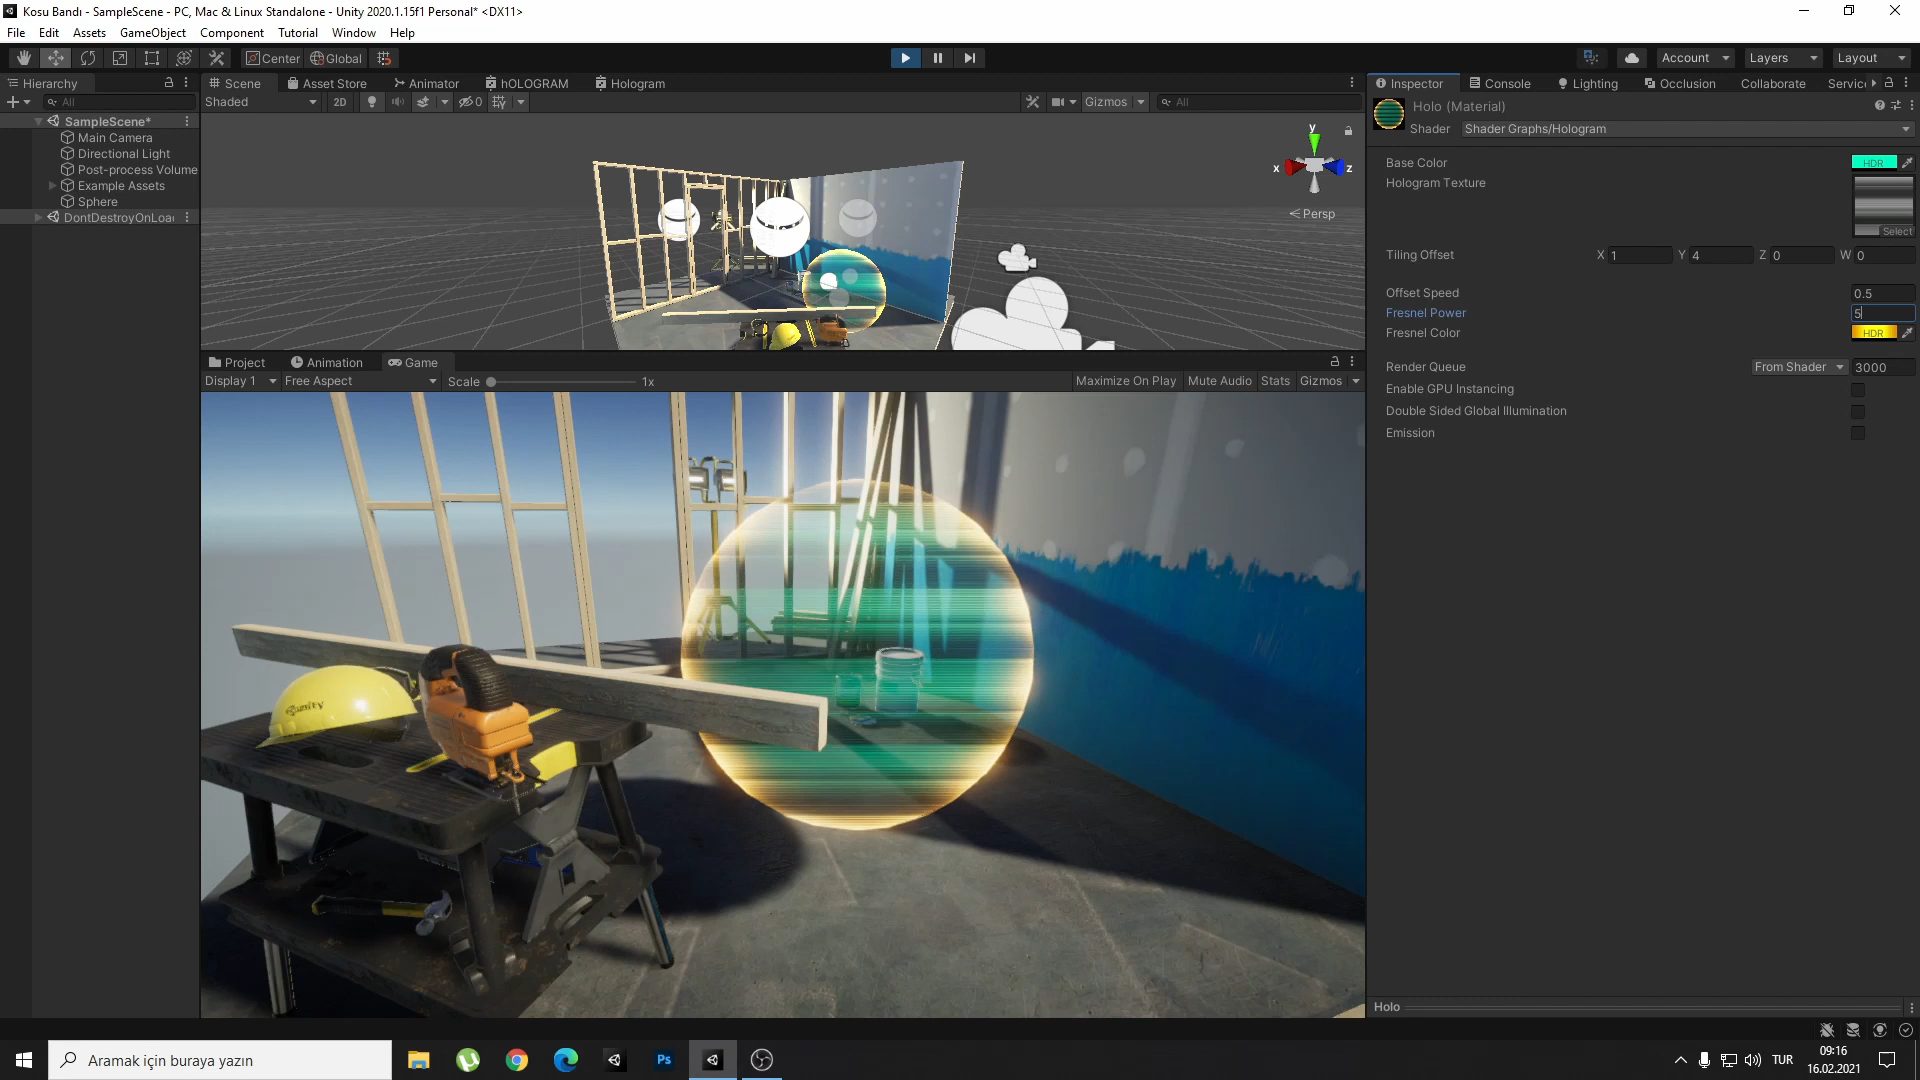 Kosu Bandı - SampleScene - PC, Mac & Linux Standalone - Unity 2020.1.15f1 Personal* <DX11>
File Edit Assets GameObject Component Tutorial Window Help
Center Global Account Layers Layout
Hierarchy
All
SampleScene*
Main Camera
Directional Light
Post-process Volume
Example Assets
Sphere
DontDestroyOnLoa
Scene Asset Store Animator hOLOGRAM Hologram
Shaded 2D 0 Gizmos All
y
x z
Persp
Project Animation Game
Display 1 Free Aspect Scale 1x Maximize On Play Mute Audio Stats Gizmos
unity
Inspector Console Lighting Occlusion Collaborate Servic
Holo (Material)
Shader Shader Graphs/Hologram
Base Color HDR
Hologram Texture
Select
Tiling Offset X 1 Y 4 Z 0 W 0
Offset Speed 0.5
Fresnel Power 5
Fresnel Color HDR
Render Queue From Shader 3000
Enable GPU Instancing
Double Sided Global Illumination
Emission
Holo
Aramak için buraya yazın
Ps
TUR
09:16
16.02.2021